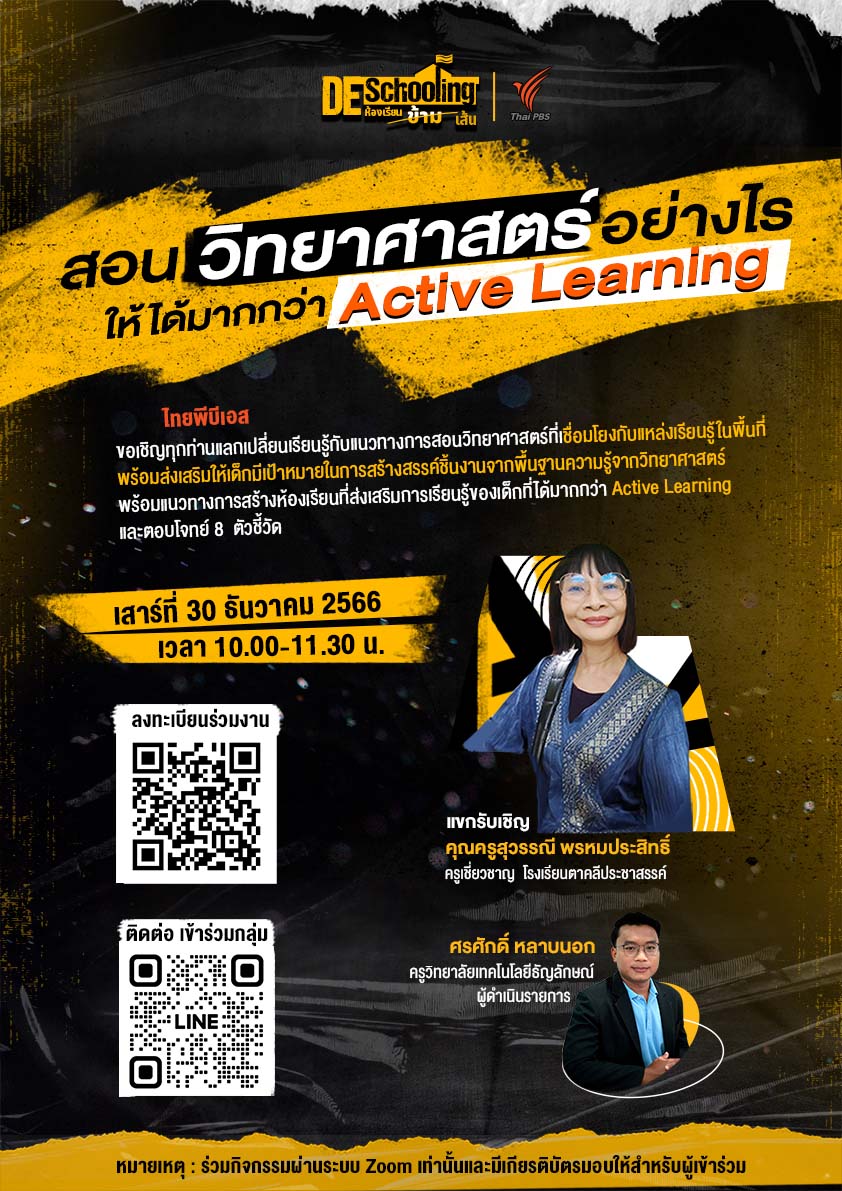 DESchooling
ห้องเรียน ข้าม เส้น
Thai PBS
สอน วิทยาศาสตร์ อย่างไร
ให้ ได้มากกว่า Active Learning
ไทยพีบีเอส
ขอเชิญทุกท่านแลกเปลี่ยนเรียนรู้กับแนวทางการสอนวิทยาศาสตร์ที่เชื่อมโยงกับแหล่งเรียนรู้ในพื้นที่
พร้อมส่งเสริมให้เด็กมีเป้าหมายในการสร้างสรรค์ชิ้นงานจากพื้นฐานความรู้จากวิทยาศาสตร์
พร้อมแนวทางการสร้างห้องเรียนที่ส่งเสริมการเรียนรู้ของเด็กที่ได้มากกว่า Active Learning
และตอบโจทย์ 8 ตัวชี้วัด
เสาร์ที่ 30 ธันวาคม 2566
เวลา 10.00-11.30 น.
ลงทะเบียนร่วมงาน
แขกรับเชิญ
คุณครูสุวรรณี พรหมประสิทธิ์
ครูเชี่ยวชาญ โรงเรียนตาคลีประชาสรรค์
ติดต่อ เข้าร่วมกลุ่ม
LINE
ศรศักดิ์ หลาบนอก
ครูวิทยาลัยเทคโนโลยีธัญลักษณ์
ผู้ดำเนินรายการ
หมายเหตุ : ร่วมกิจกรรมผ่านระบบ Zoom เท่านั้นและมีเกียรติบัตรมอบให้สำหรับผู้เข้าร่วม